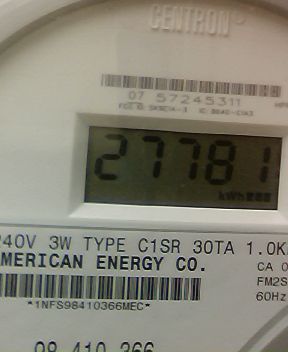 CENTRON
07 57245311
27781
kWh
240V 3W TYPE C1SR 30TA 1.0K
AMERICAN ENERGY CO.
CA 0
FM2S
60Hz
*1NFS98410366MEC*
98 410 366